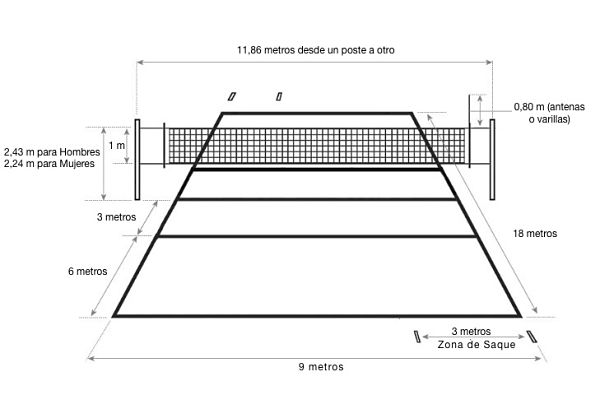 11,86 metros desde un poste a otro
0,80 m (antenas
o varillas)
1 m
2,43 m para Hombres
2,24 m para Mujeres
3 metros
18 metros
6 metros
3 metros
Zona de Saque
9 metros